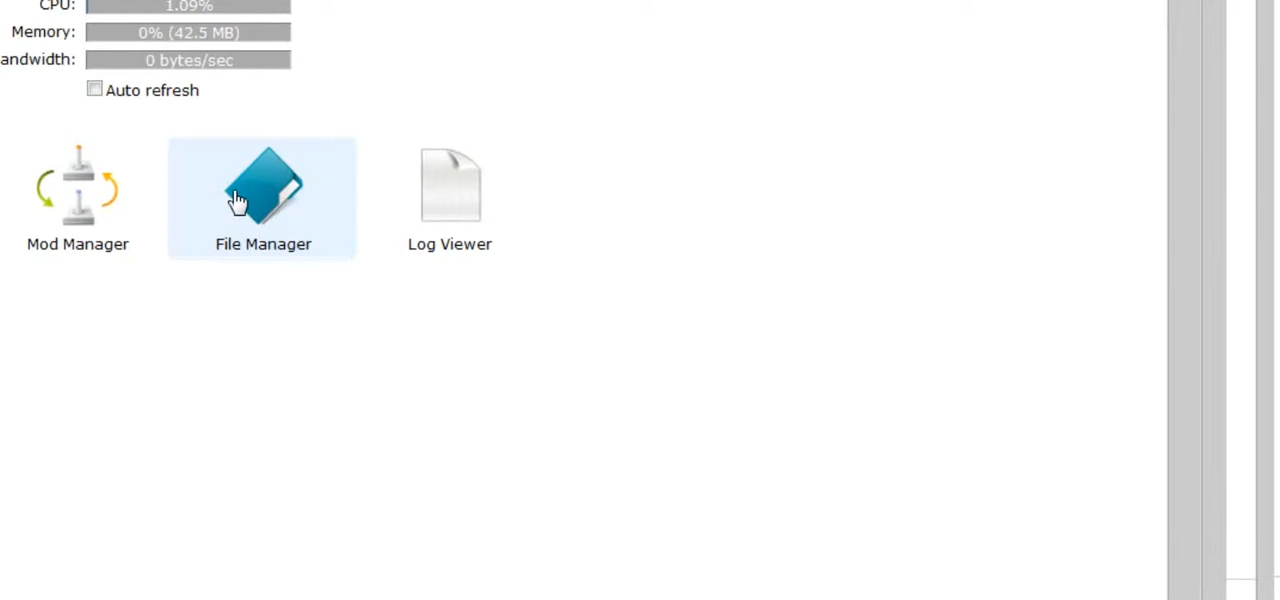 CPU: 1.09%
Memory: 0% (42.5 MB)
andwidth: 0 bytes/sec
Auto refresh
Mod Manager File Manager Log Viewer